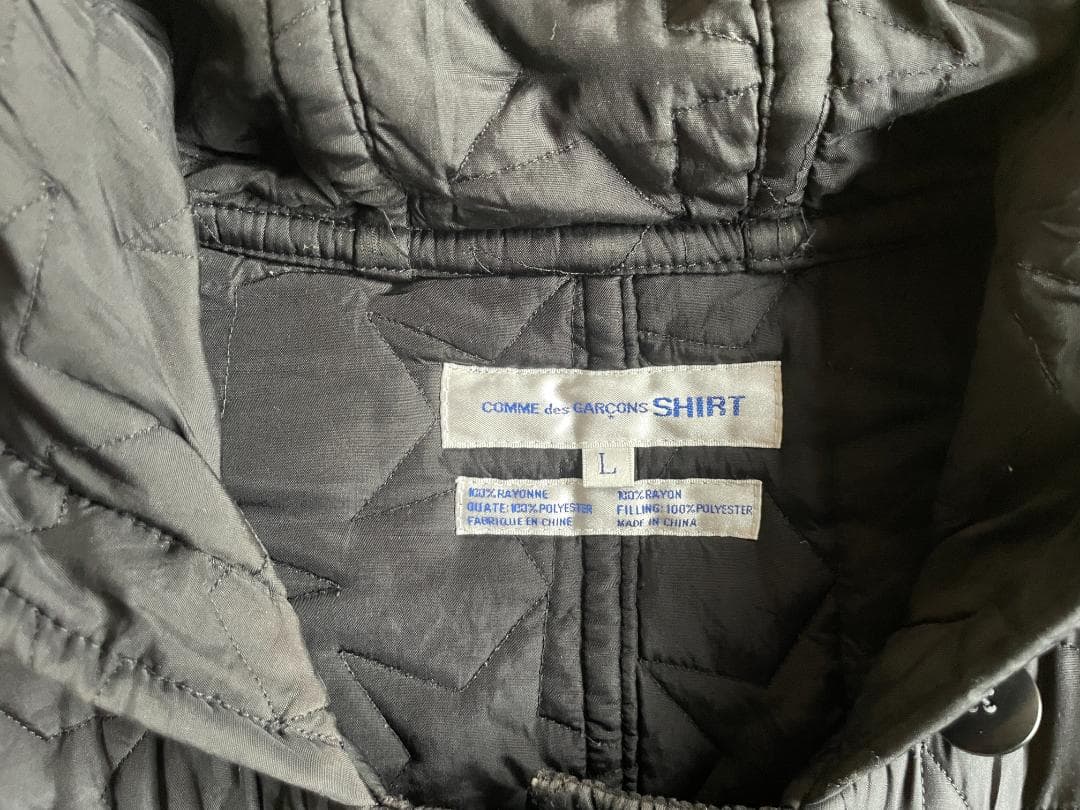 COMME des GARÇONS SHIRT
L
100% RAYONNE
OUATE: 100% POLYESTER
FABRIQUE EN CHINE
100% RAYON
FILLING: 100% POLYESTER
MADE IN CHINA